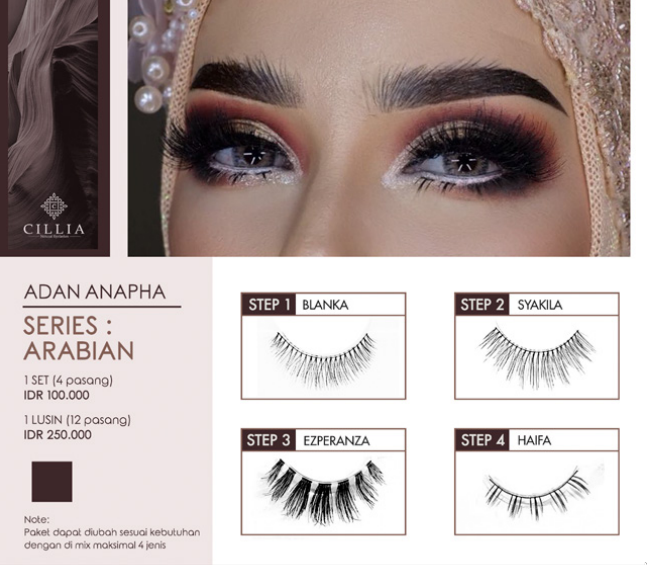 CILLIA
ADAN ANAPHA
SERIES :
ARABIAN
1 SET (4 pasang)
IDR 100.000
1 LUSIN (12 pasang)
IDR 250.000
Note:
Paket dapat diubah sesuai kebutuhan
dengan di mix maksimal 4 jenis
STEP 1 BLANKA
STEP 2 SYAKILA
STEP 3 EZPERANZA
STEP 4 HAIFA